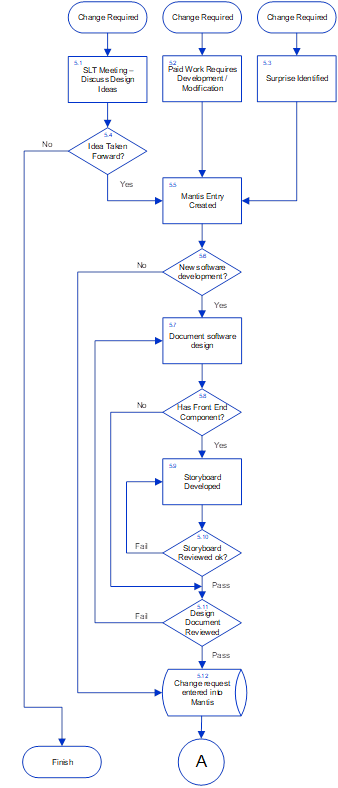 Change Required
Change Required
Change Required
5.1
SLT Meeting –
Discuss Design
Ideas
5.2
Paid Work Requires
Development /
Modification
5.3
Surprise Identified
5.4
Idea Taken
Forward?
No
Yes
5.5
Mantis Entry
Created
5.6
New software
development?
No
Yes
5.7
Document software
design
5.8
Has Front End
Component?
No
Yes
5.9
Storyboard
Developed
5.10
Storyboard
Reviewed ok?
Fail
Pass
5.11
Design
Document
Reviewed
Fail
Pass
5.12
Change request
entered into
Mantis
Finish
A